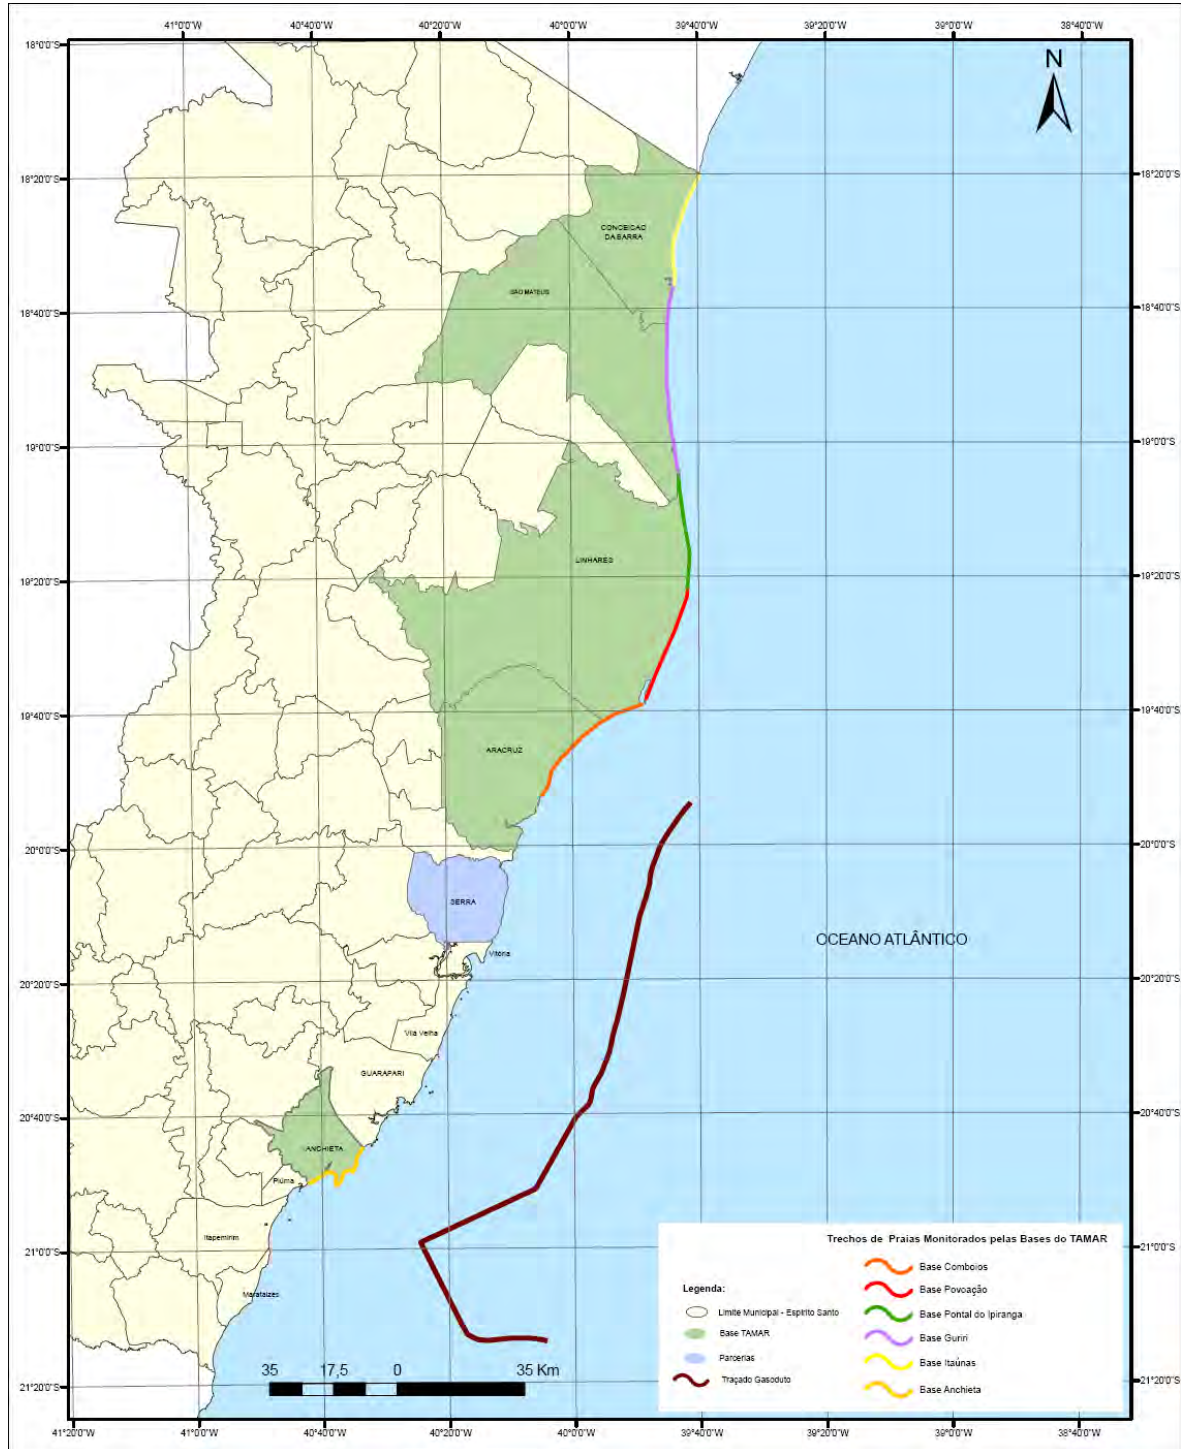 41°0'0"W 40°40'0"W 40°20'0"W 40°0'0"W 39°40'0"W 39°20'0"W 39°0'0"W 38°40'0"W
18°0'0"S
N
18°20'0"S 18°20'0"S
CONCEICAO
DA BARRA
SAO MATEUS
18°40'0"S 18°40'0"S
19°0'0"S 19°0'0"S
LINHARES
19°20'0"S 19°20'0"S
19°40'0"S 19°40'0"S
ARACRUZ
20°0'0"S 20°0'0"S
SERRA
OCEANO ATLÂNTICO
Vitória
20°20'0"S 20°20'0"S
Vila Velha
GUARAPARI
20°40'0"S 20°40'0"S
ANCHIETA
Piúma
Itapemirim
21°0'0"S 21°0'0"S
Marataizes
Trechos de Praias Monitorados pelas Bases do TAMAR
Legenda:
Limite Municipal - Espírito Santo
Base TAMAR
Parcerias
Traçado Gasoduto
Base Comboios
Base Povoação
Base Pontal do Ipiranga
Base Guriri
Base Itaúnas
Base Anchieta
35 17,5 0 35 Km
21°20'0"S 21°20'0"S
41°20'0"W 41°0'0"W 40°40'0"W 40°20'0"W 40°0'0"W 39°40'0"W 39°20'0"W 39°0'0"W 38°40'0"W